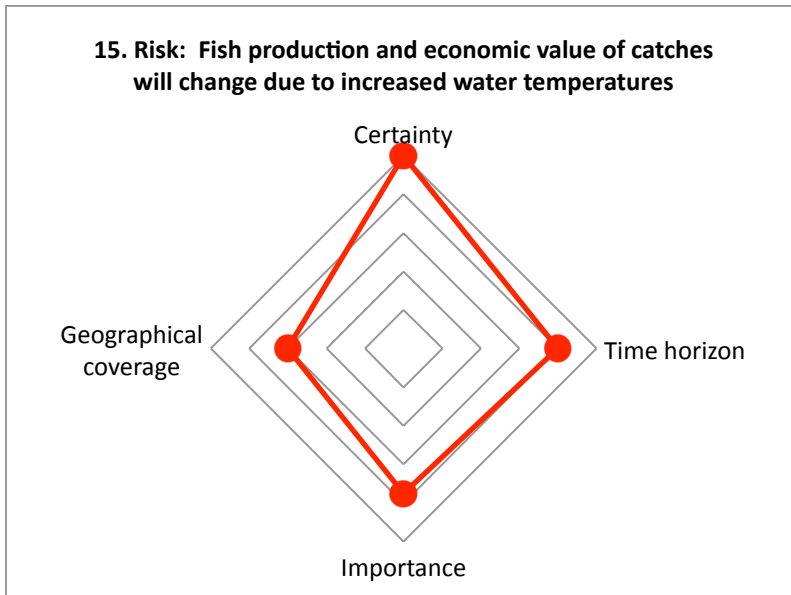 15. Risk:  Fish production and economic value of catches
will change due to increased water temperatures
Certainty
Geographical
coverage
Time horizon
Importance